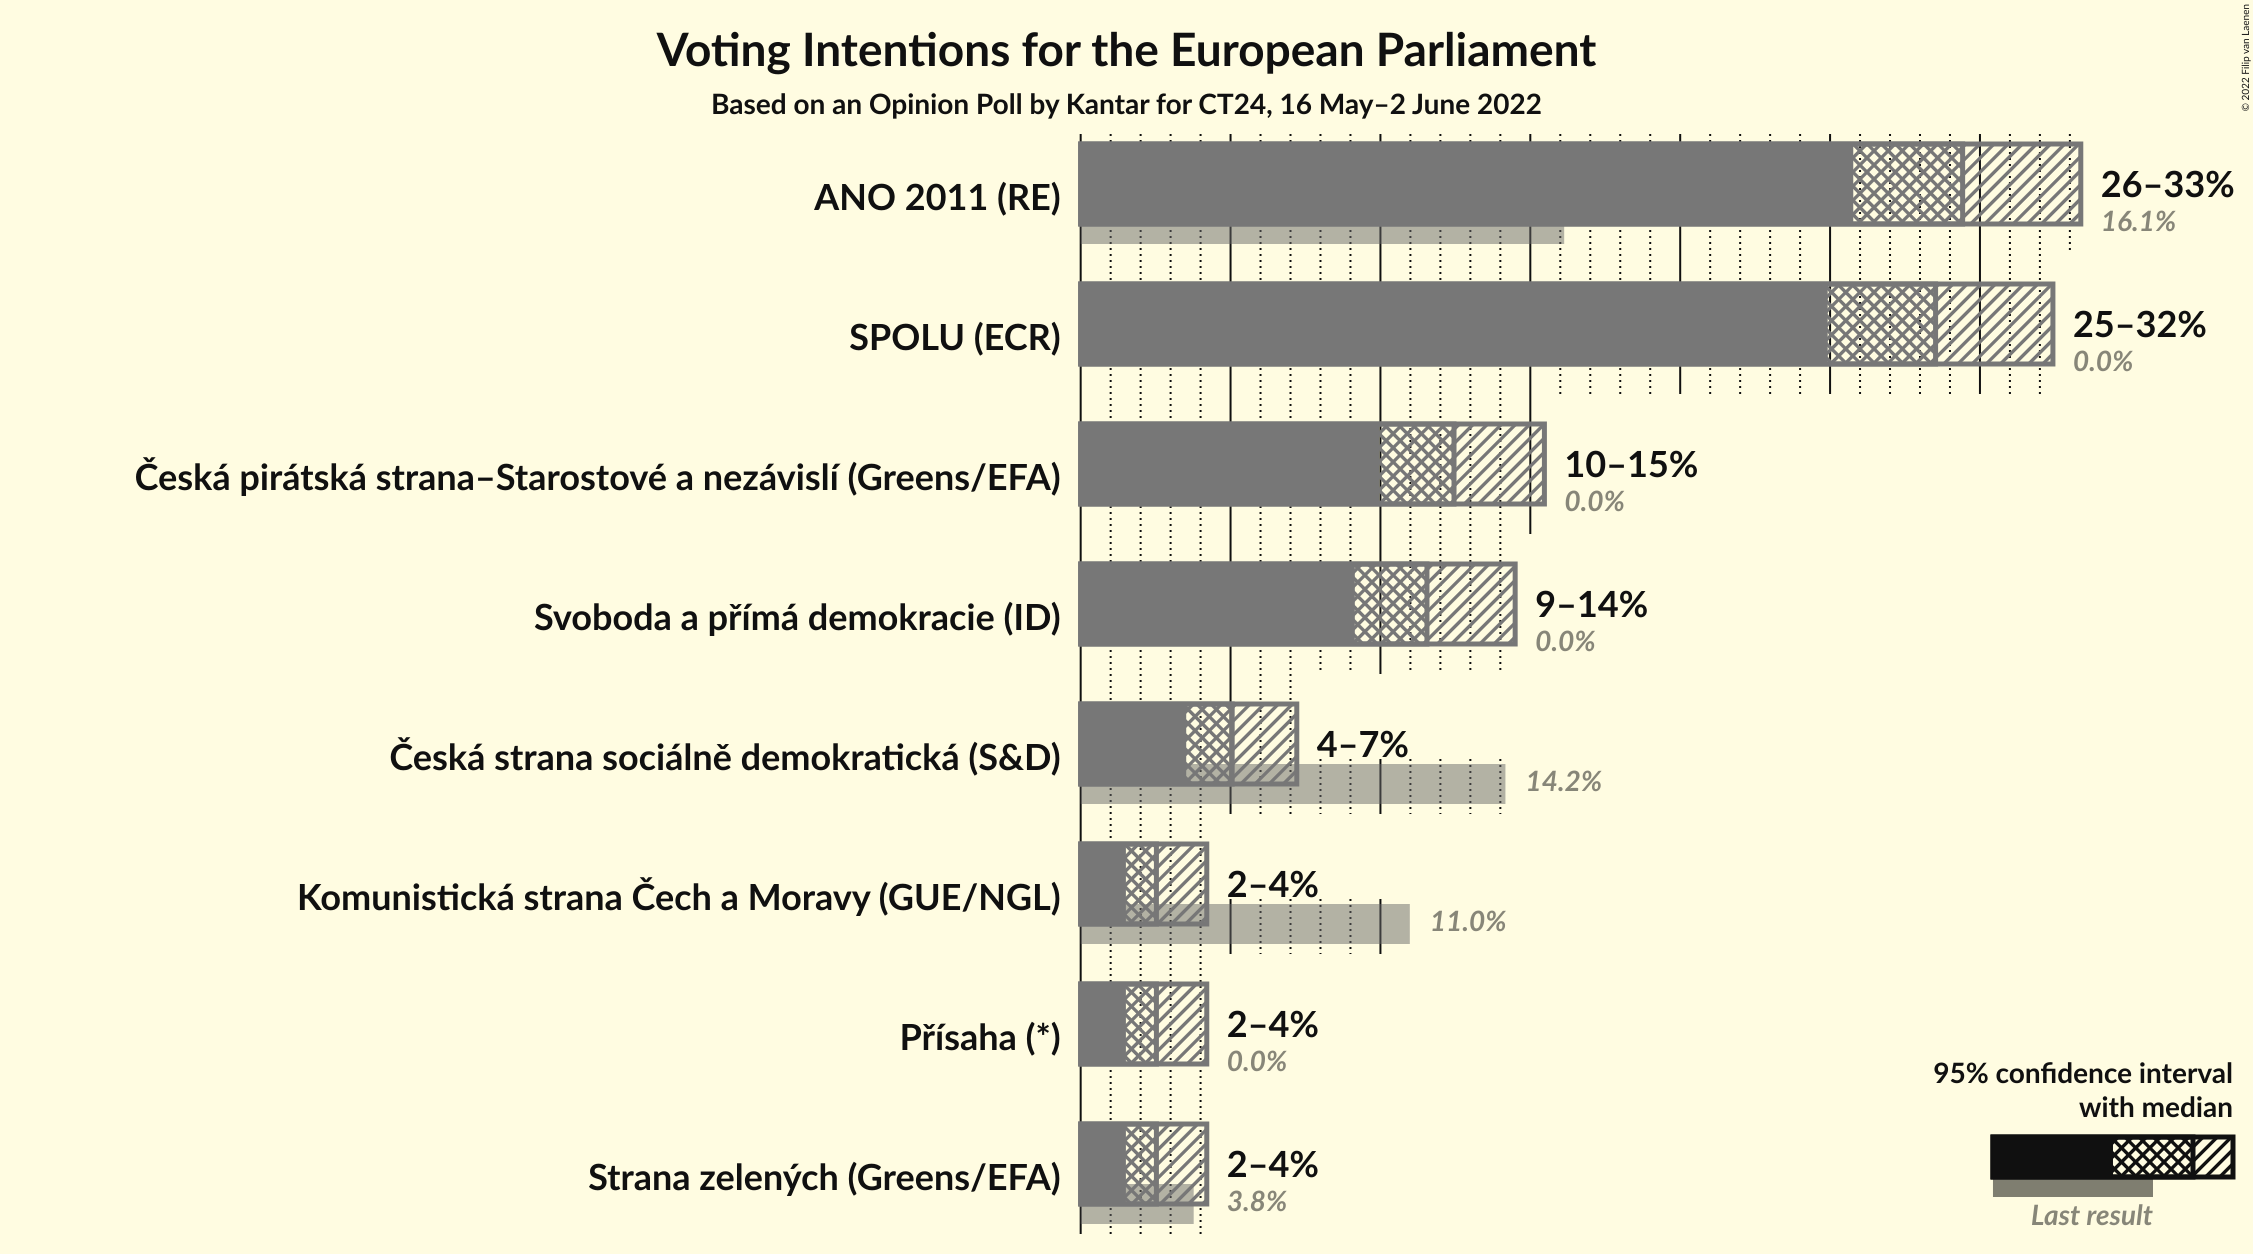 Voting Intentions for the European Parliament
Based on an Opinion Poll by Kantar for CT24, 16 May–2 June 2022
© 2022 Filip van Laenen
ANO 2011 (RE)
26–33%
16.1%
SPOLU (ECR)
25–32%
0.0%
Česká pirátská strana–Starostové a nezávislí (Greens/EFA)
10–15%
0.0%
Svoboda a přímá demokracie (ID)
9–14%
0.0%
Česká strana sociálně demokratická (S&D)
4–7%
14.2%
Komunistická strana Čech a Moravy (GUE/NGL)
2–4%
11.0%
Přísaha (*)
2–4%
0.0%
Strana zelených (Greens/EFA)
2–4%
3.8%
95% confidence interval
with median
Last result